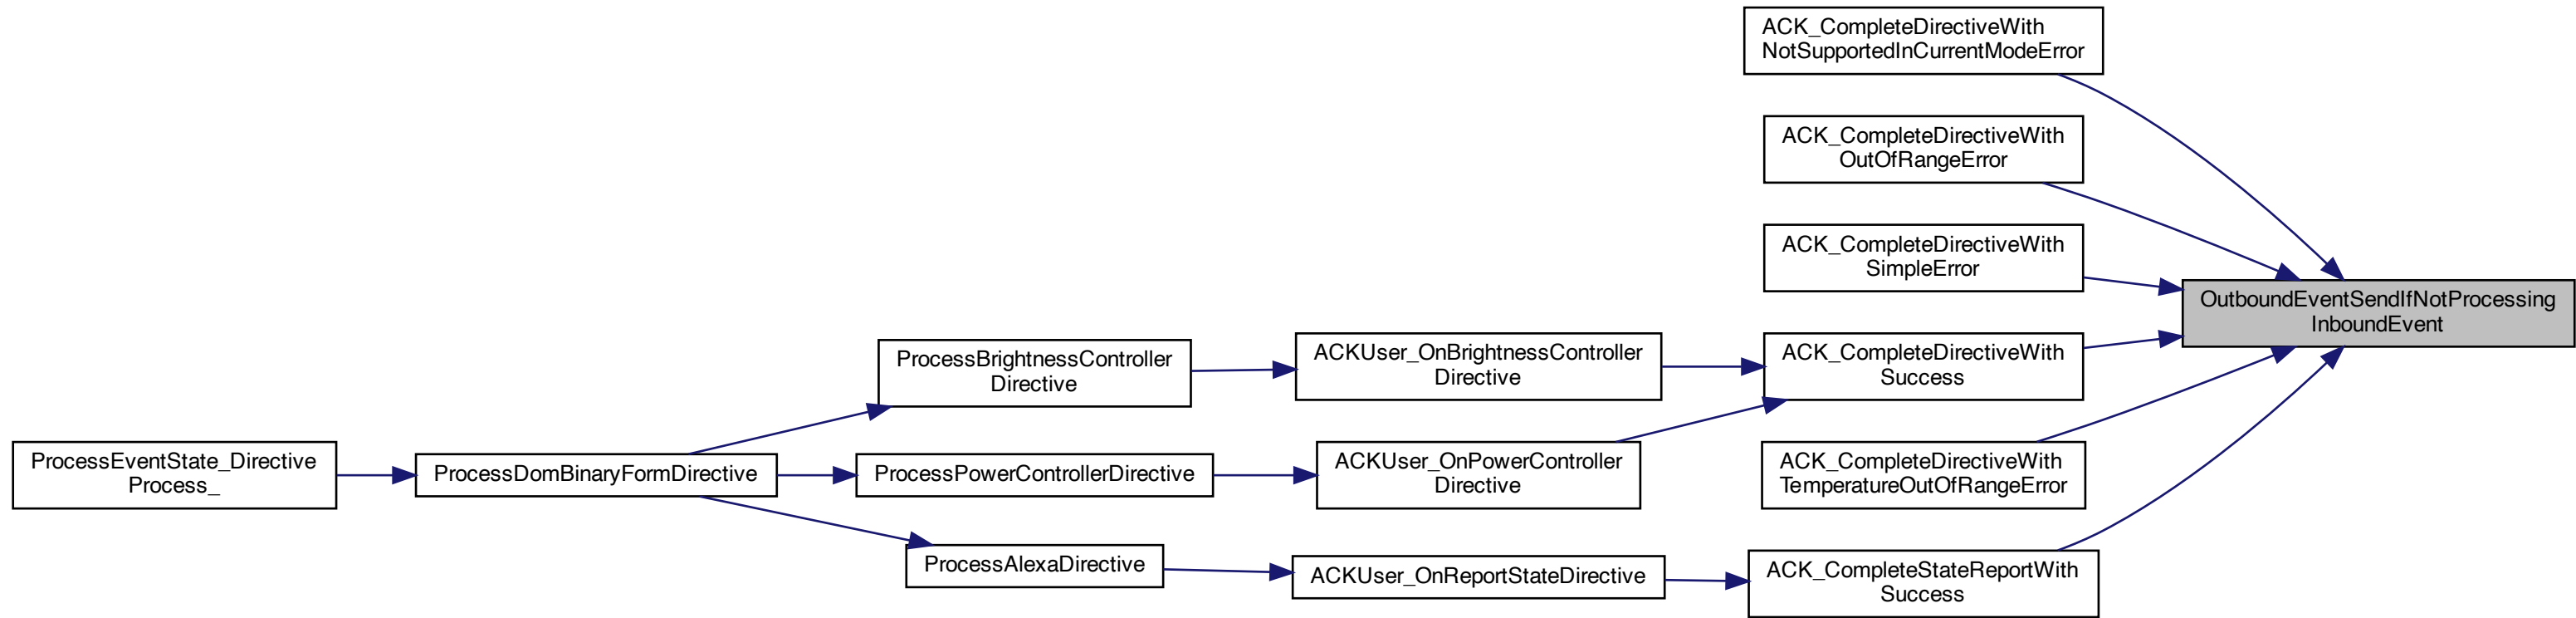 ACK_CompleteDirectiveWith
NotSupportedInCurrentModeError
ACK_CompleteDirectiveWith
OutOfRangeError
ACK_CompleteDirectiveWith
SimpleError
OutboundEventSendIfNotProcessing
InboundEvent
ProcessBrightnessController
Directive
ACKUser_OnBrightnessController
Directive
ACK_CompleteDirectiveWith
Success
ProcessEventState_Directive
Process_
ProcessDomBinaryFormDirective
ProcessPowerControllerDirective
ACKUser_OnPowerController
Directive
ACK_CompleteDirectiveWith
TemperatureOutOfRangeError
ProcessAlexaDirective
ACKUser_OnReportStateDirective
ACK_CompleteStateReportWith
Success